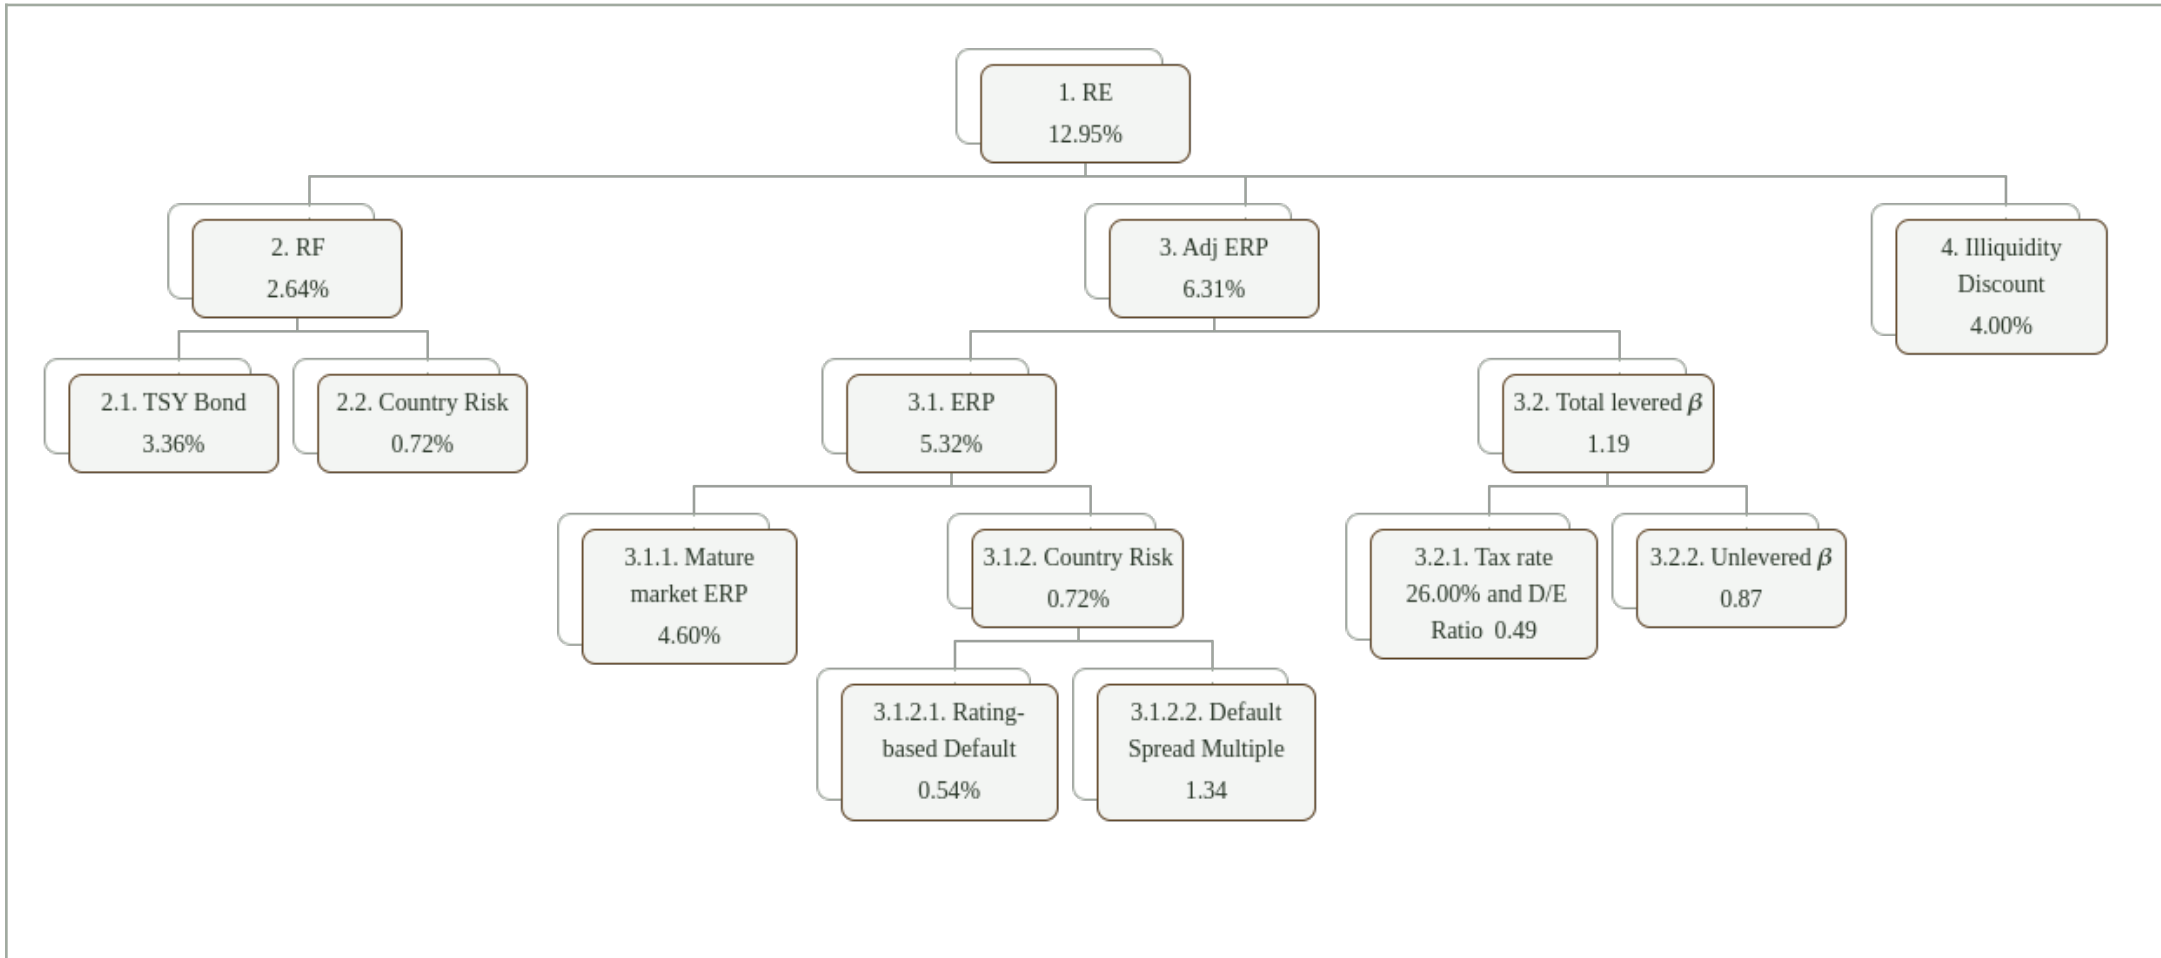 1. RE
12.95%
2. RF
2.64%
3. Adj ERP
6.31%
4. Illiquidity
Discount
4.00%
2.1. TSY Bond
3.36%
2.2. Country Risk
0.72%
3.1. ERP
5.32%
3.2. Total levered β
1.19
3.1.1. Mature
market ERP
4.60%
3.1.2. Country Risk
0.72%
3.2.1. Tax rate
26.00% and D/E
Ratio 0.49
3.2.2. Unlevered β
0.87
3.1.2.1. Rating-
based Default
0.54%
3.1.2.2. Default
Spread Multiple
1.34